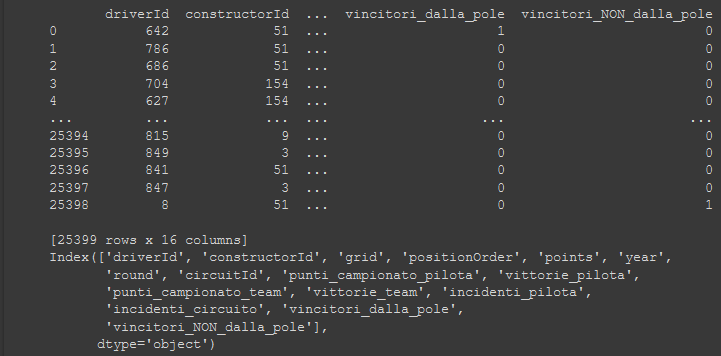 driverId constructorId ... vincitori_dalla_pole vincitori_NON_dalla_pole
0 642 51 ... 1 0
1 786 51 ... 0 0
2 686 51 ... 0 0
3 704 154 ... 0 0
4 627 154 ... 0 0
... ... ... ... ... ...
25394 815 9 ... 0 0
25395 849 3 ... 0 0
25396 841 51 ... 0 0
25397 847 3 ... 0 0
25398 8 51 ... 0 1
[25399 rows x 16 columns]
Index(['driverId', 'constructorId', 'grid', 'positionOrder', 'points', 'year',
'round', 'circuitId', 'punti_campionato_pilota', 'vittorie_pilota',
'punti_campionato_team', 'vittorie_team', 'incidenti_pilota',
'incidenti_circuito', 'vincitori_dalla_pole',
'vincitori_NON_dalla_pole'],
dtype='object')